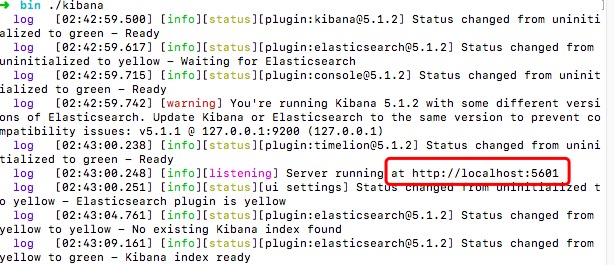 ➜ bin ./kibana
log [02:42:59.500] [info][status][plugin:kibana@5.1.2] Status changed from uniniti
alized to green – Ready
log [02:42:59.617] [info][status][plugin:elasticsearch@5.1.2] Status changed from
uninitialized to yellow – Waiting for Elasticsearch
log [02:42:59.715] [info][status][plugin:console@5.1.2] Status changed from uninit
ialized to green – Ready
log [02:42:59.742] [warning] You're running Kibana 5.1.2 with some different versi
ons of Elasticsearch. Update Kibana or Elasticsearch to the same version to prevent co
mpatibility issues: v5.1.1 @ 127.0.0.1:9200 (127.0.0.1)
log [02:43:00.238] [info][status][plugin:timelion@5.1.2] Status changed from unini
tialized to green – Ready
log [02:43:00.248] [info][listening] Server running at http://localhost:5601
log [02:43:00.251] [info][status][ui settings] Status changed from uninitialized t
o yellow – Elasticsearch plugin is yellow
log [02:43:04.761] [info][status][plugin:elasticsearch@5.1.2] Status changed from
yellow to yellow – No existing Kibana index found
log [02:43:09.161] [info][status][plugin:elasticsearch@5.1.2] Status changed from
yellow to green – Kibana index ready